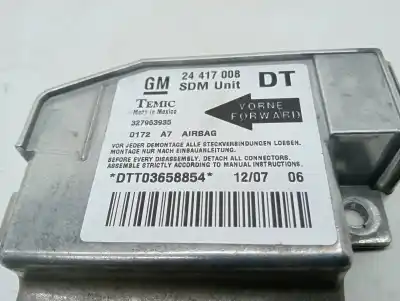 GM 24 417 008 DT
SDM Unit
TEMIC
Made in Mexico
327963935
VORNE
FORWARD
0172 A7 AIRBAG
VOR JEDER DEMONTAGE ALLE STECKVERBINDUNGEN LOESEN.
MONTAGE NUR NACH EINBAUANLEITUNG.
BEFORE EVERY DISASSEMBLY, DETACH ALL CONNECTORS.
ASSEMBLE STRICTLY ACCORDING TO MANUAL INSTRUCTIONS.
*DTT03658854* 12/07 06